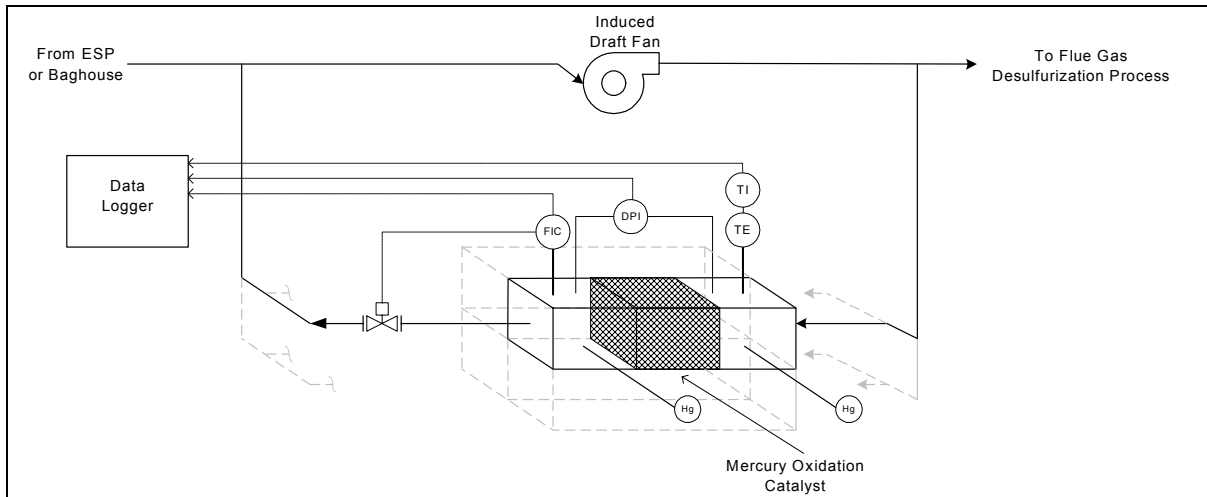 Induced
Draft Fan
From ESP
or Baghouse
To Flue Gas
Desulfurization Process
Data
Logger
TI
DPI
TE
FIC
Hg
Hg
Mercury Oxidation
Catalyst